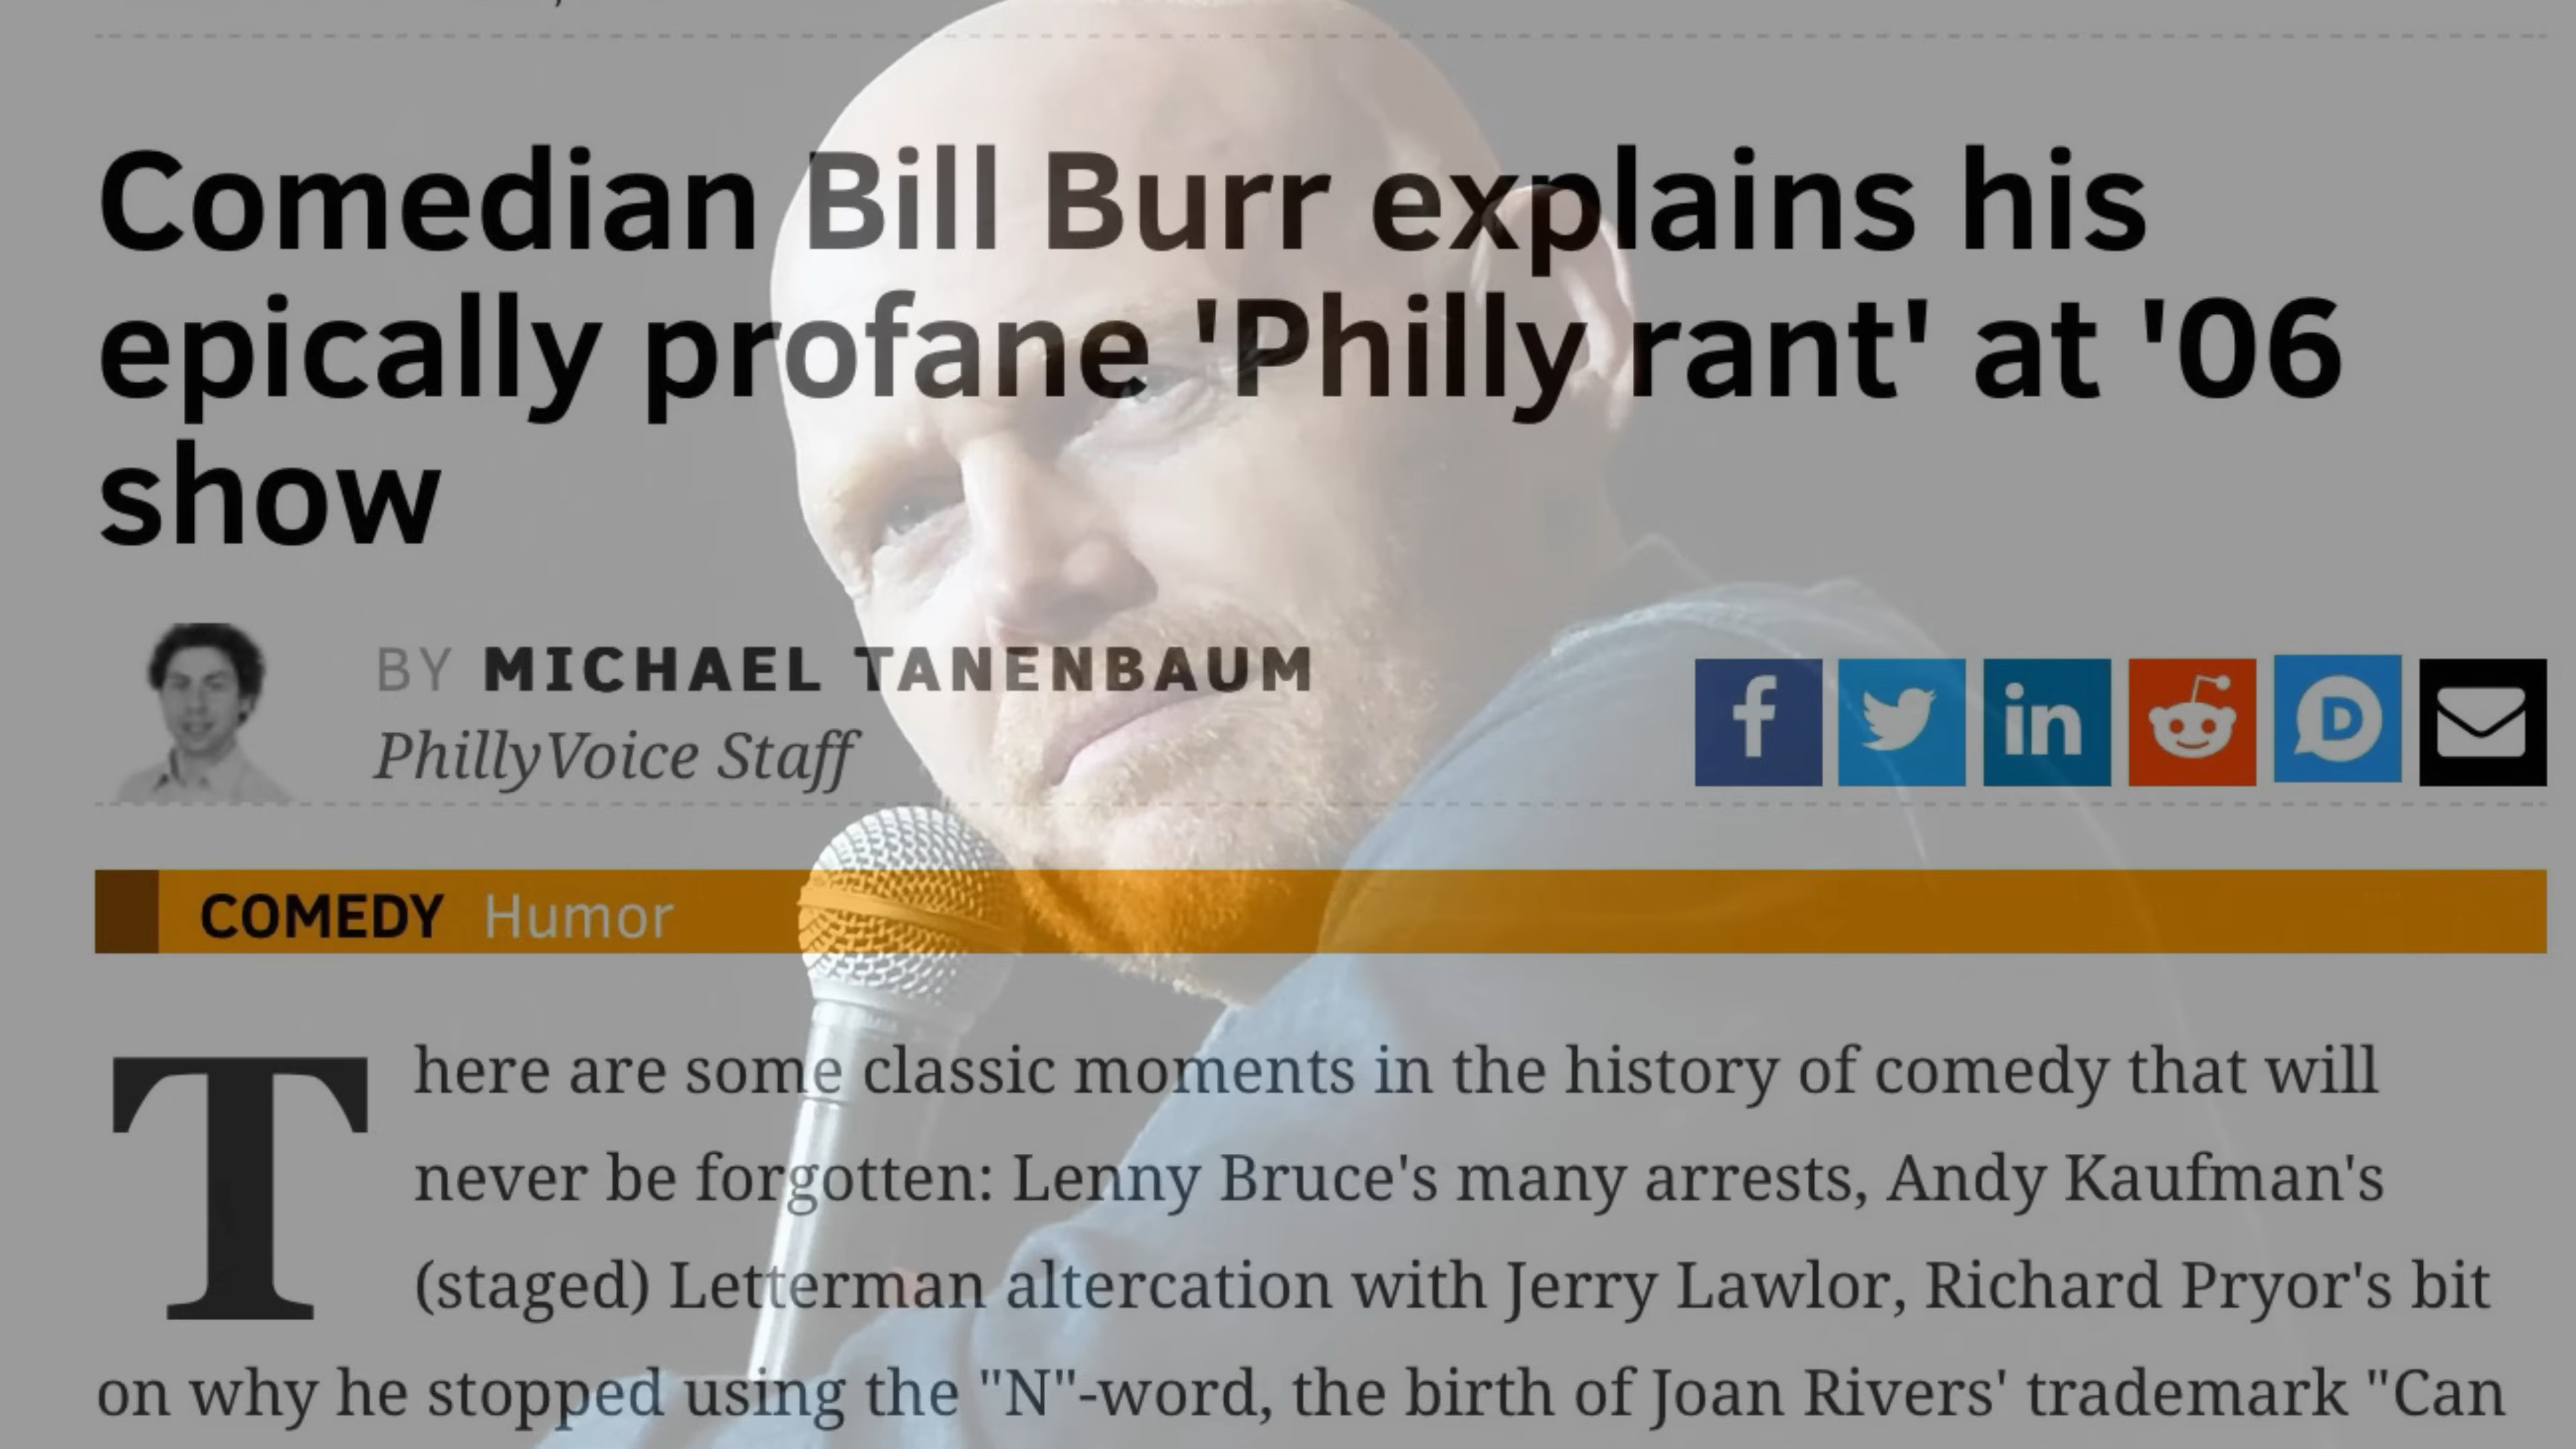 Comedian Bill Burr explains his
epically profane 'Philly rant' at '06
show
BY MICHAEL TANENBAUM
PhillyVoice Staff
f
in
D
COMEDY Humor
There are some classic moments in the history of comedy that will
never be forgotten: Lenny Bruce's many arrests, Andy Kaufman's
(staged) Letterman altercation with Jerry Lawlor, Richard Pryor's bit
on why he stopped using the "N"-word, the birth of Joan Rivers' trademark "Can